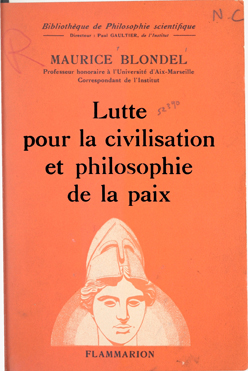 N.C
R
Bibliothèque de Philosophie scientifique
Directeur : Paul GAULTIER, de l'Institut
MAURICE BLONDEL
Professeur honoraire à l'Université d'Aix-Marseille
Correspondant de l'Institut
Lutte
52290
pour la civilisation
et philosophie
de la paix
FLAMMARION